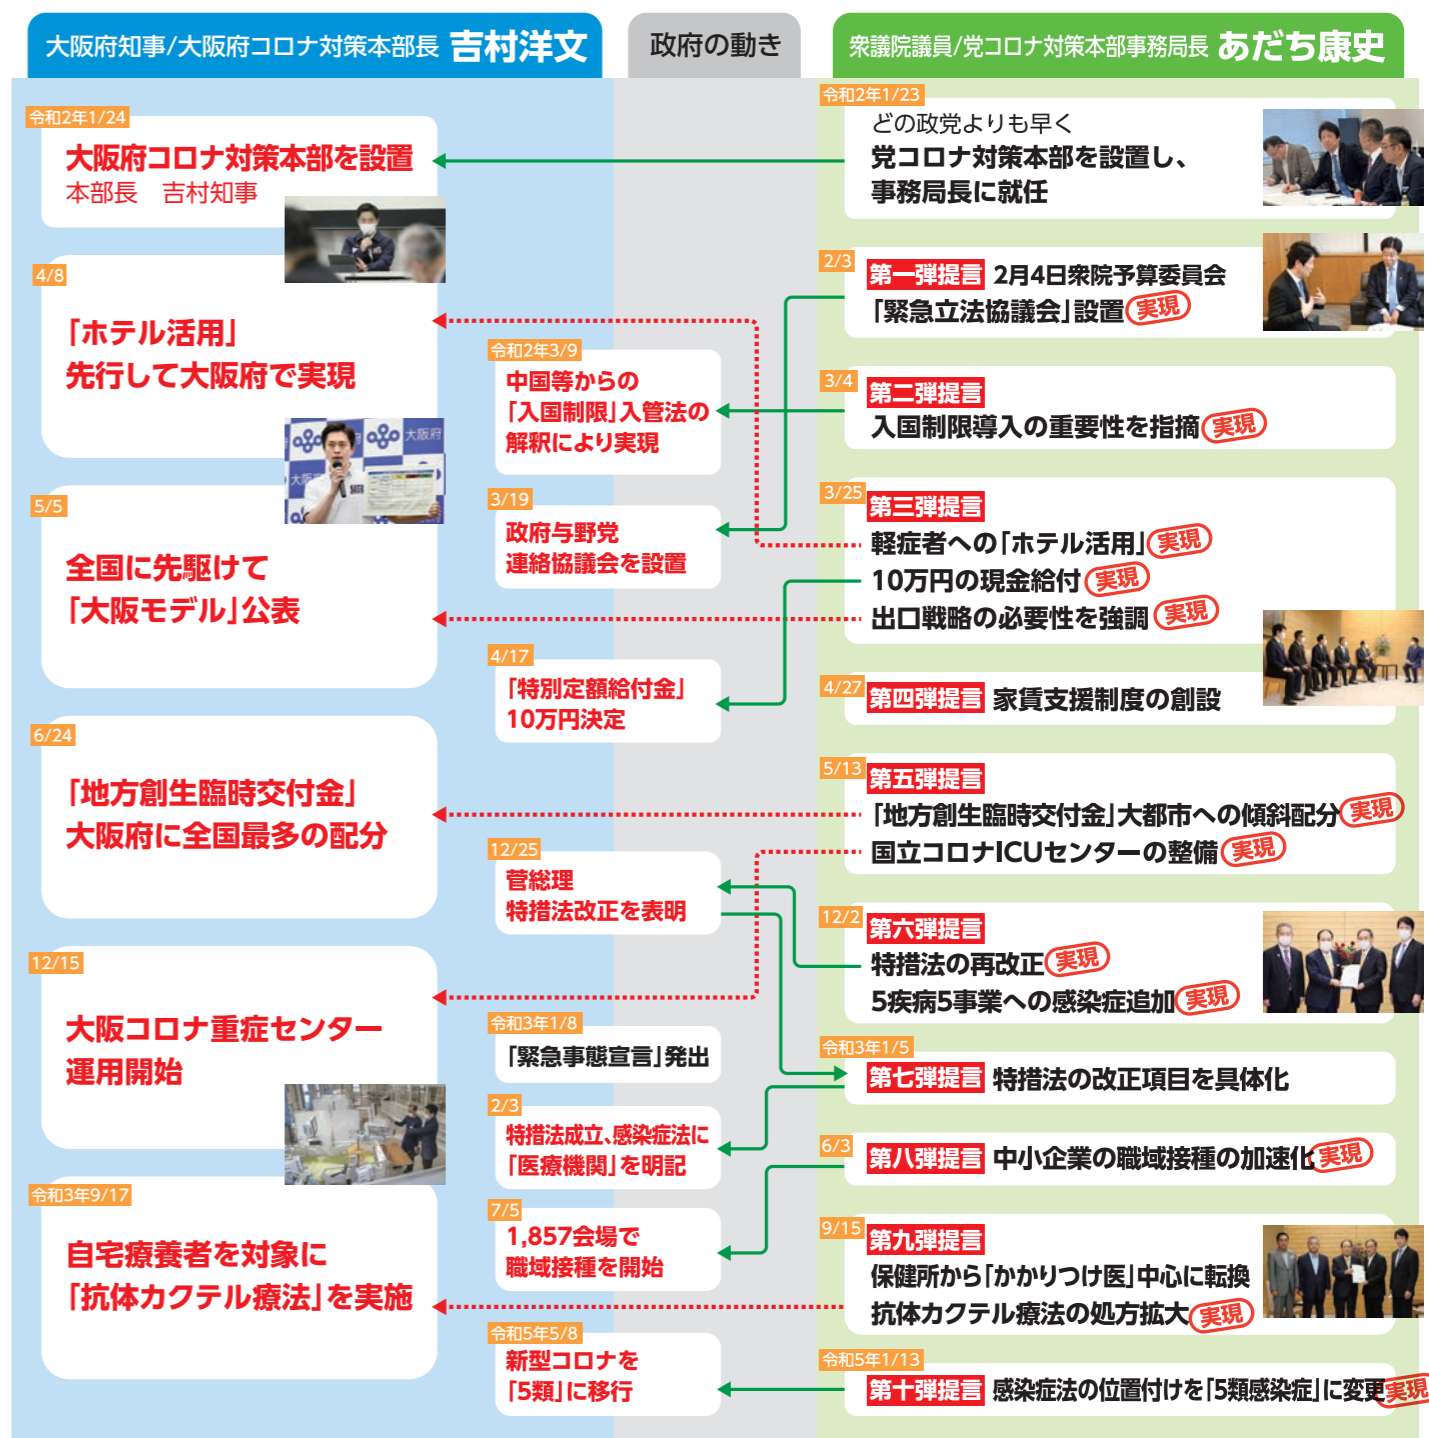 大阪府知事/大阪府コロナ対策本部長 吉村洋文
令和2年1/24
大阪府コロナ対策本部を設置
本部長　吉村知事
4/8
「ホテル活用」
先行して大阪府で実現
大阪府
5/5
全国に先駆けて
「大阪モデル」公表
6/24
「地方創生臨時交付金」
大阪府に全国最多の配分
12/15
大阪コロナ重症センター
運用開始
令和3年9/17
自宅療養者を対象に
「抗体カクテル療法」を実施
政府の動き
令和2年3/9
中国等からの
「入国制限」入管法の
解釈により実現
3/19
政府与野党
連絡協議会を設置
4/17
「特別定額給付金」
10万円決定
12/25
菅総理
特措法改正を表明
令和3年1/8
「緊急事態宣言」発出
2/3
特措法成立、感染症法に
「医療機関」を明記
7/5
1,857会場で
職域接種を開始
令和5年5/8
新型コロナを
「5類」に移行
衆議院議員/党コロナ対策本部事務局長 あだち康史
令和2年1/23
どの政党よりも早く
党コロナ対策本部を設置し、
事務局長に就任
2/3
第一弾提言 2月4日衆院予算委員会
「緊急立法協議会」設置 実現
3/4
第二弾提言
入国制限導入の重要性を指摘 実現
3/25
第三弾提言
軽症者への「ホテル活用」 実現
10万円の現金給付 実現
出口戦略の必要性を強調 実現
4/27
第四弾提言 家賃支援制度の創設
5/13
第五弾提言
「地方創生臨時交付金」大都市への傾斜配分 実現
国立コロナICUセンターの整備 実現
12/2
第六弾提言
特措法の再改正 実現
5疾病5事業への感染症追加 実現
令和3年1/5
第七弾提言 特措法の改正項目を具体化
6/3
第八弾提言 中小企業の職域接種の加速化 実現
9/15
第九弾提言
保健所から「かかりつけ医」中心に転換
抗体カクテル療法の処方拡大 実現
令和5年1/13
第十弾提言 感染症法の位置付けを「5類感染症」に変更 実現